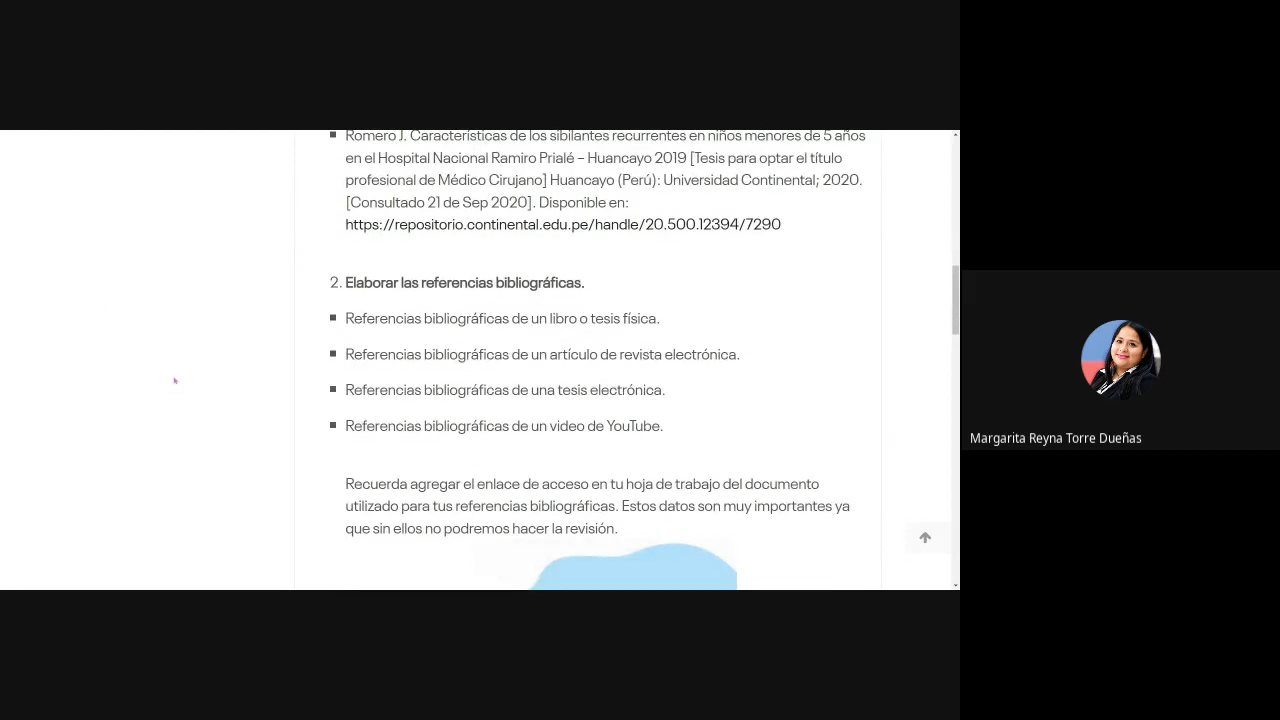 Romero J. Características de los sibilantes recurrentes en niños menores de 5 años
en el Hospital Nacional Ramiro Prialé – Huancayo 2019 [Tesis para optar el título
profesional de Médico Cirujano] Huancayo (Perú): Universidad Continental; 2020.
[Consultado 21 de Sep 2020]. Disponible en:
https://repositorio.continental.edu.pe/handle/20.500.12394/7290
2. Elaborar las referencias bibliográficas.
Referencias bibliográficas de un libro o tesis física.
Referencias bibliográficas de un artículo de revista electrónica.
Referencias bibliográficas de una tesis electrónica.
Referencias bibliográficas de un video de YouTube.
Recuerda agregar el enlace de acceso en tu hoja de trabajo del documento
utilizado para tus referencias bibliográficas. Estos datos son muy importantes ya
que sin ellos no podremos hacer la revisión.
Margarita Reyna Torre Dueñas